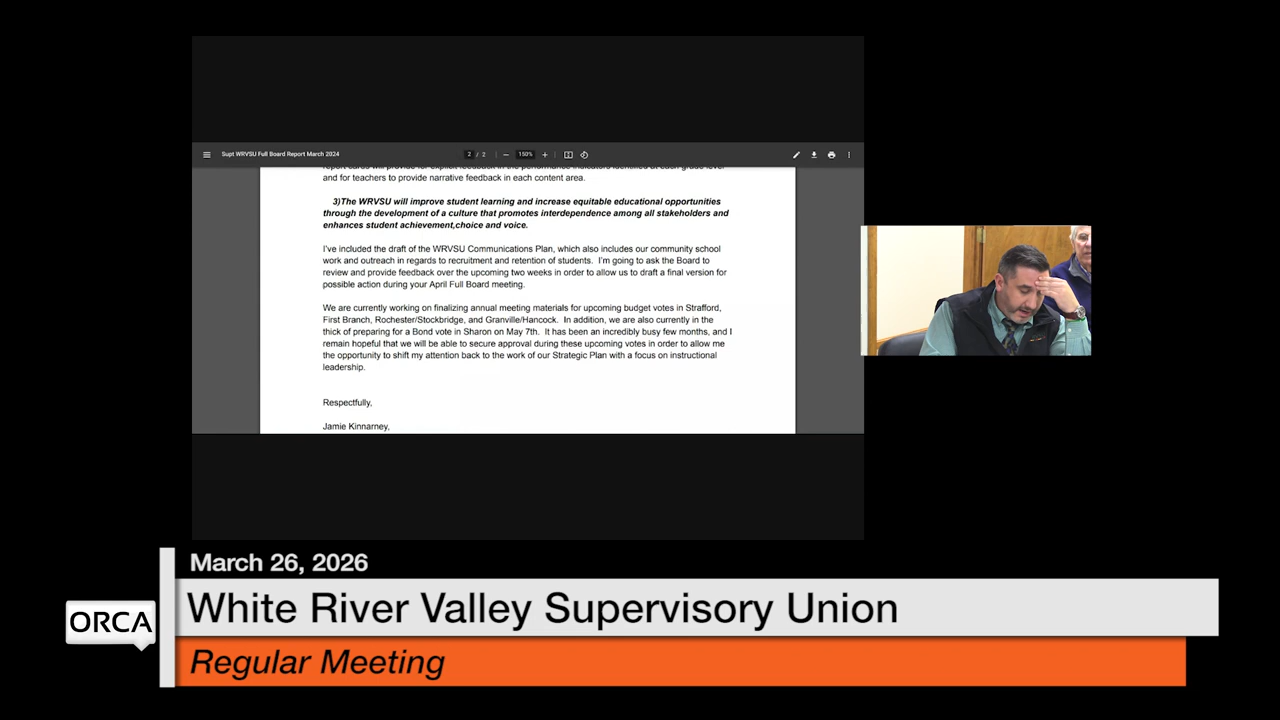 Supt WRVSU Full Board Report March 2024
2 / 2
150%
and for teachers to provide narrative feedback in each content area.
3)The WRVSU will improve student learning and increase equitable educational opportunities
through the development of a culture that promotes interdependence among all stakeholders and
enhances student achievement,choice and voice.
I've included the draft of the WRVSU Communications Plan, which also includes our community school
work and outreach in regards to recruitment and retention of students.  I'm going to ask the Board to
review and provide feedback over the upcoming two weeks in order to allow us to draft a final version for
possible action during your April Full Board meeting.
We are currently working on finalizing annual meeting materials for upcoming budget votes in Strafford,
First Branch, Rochester/Stockbridge, and Granville/Hancock.  In addition, we are also currently in the
thick of preparing for a Bond vote in Sharon on May 7th.  It has been an incredibly busy few months, and I
remain hopeful that we will be able to secure approval during these upcoming votes in order to allow me
the opportunity to shift my attention back to the work of our Strategic Plan with a focus on instructional
leadership.
Respectfully,
Jamie Kinnarney,
March 26, 2026
White River Valley Supervisory Union
ORCA
Regular Meeting